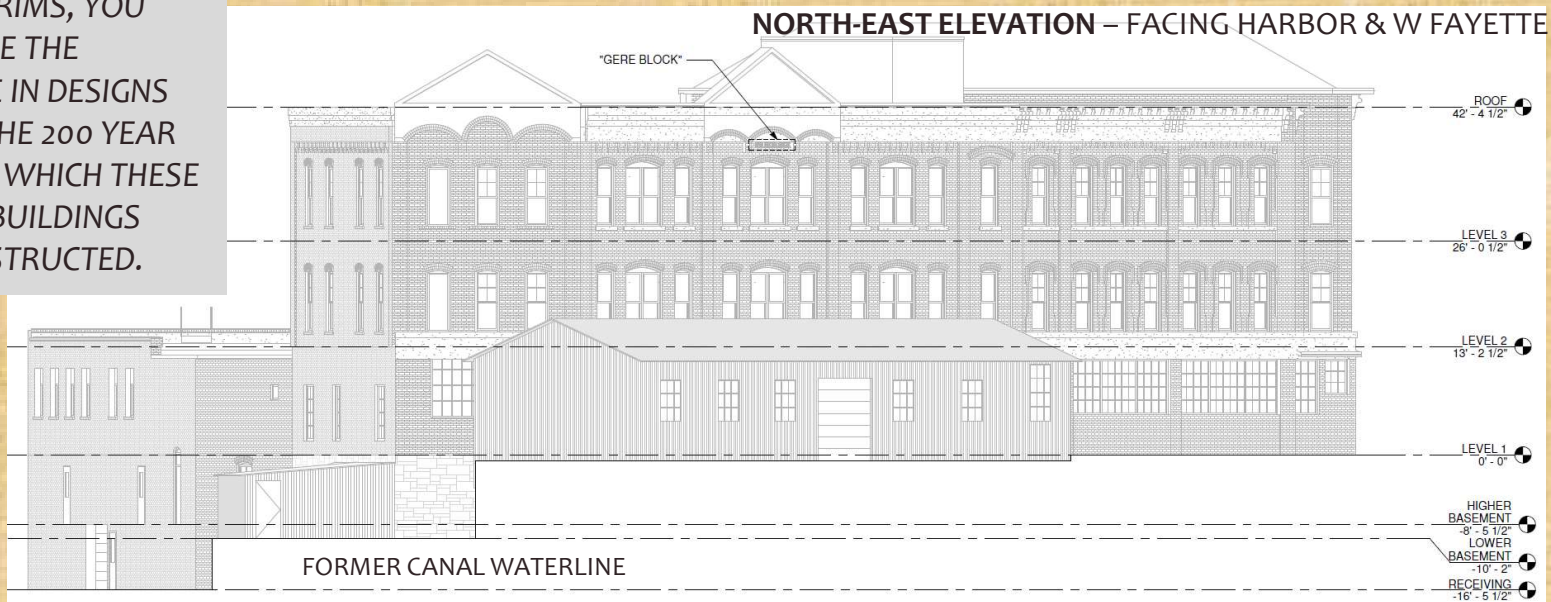 RIMS, YOU
E THE
E IN DESIGNS
HE 200 YEAR
WHICH THESE
BUILDINGS
STRUCTED.
NORTH-EAST ELEVATION – FACING HARBOR & W FAYETTE
"GERE BLOCK"
ROOF
42' - 4 1/2"
LEVEL 3
26' - 0 1/2"
LEVEL 2
13' - 2 1/2"
LEVEL 1
0' - 0"
HIGHER
BASEMENT
-8' - 5 1/2"
LOWER
BASEMENT
-10' - 2"
RECEIVING
-16' - 5 1/2"
FORMER CANAL WATERLINE